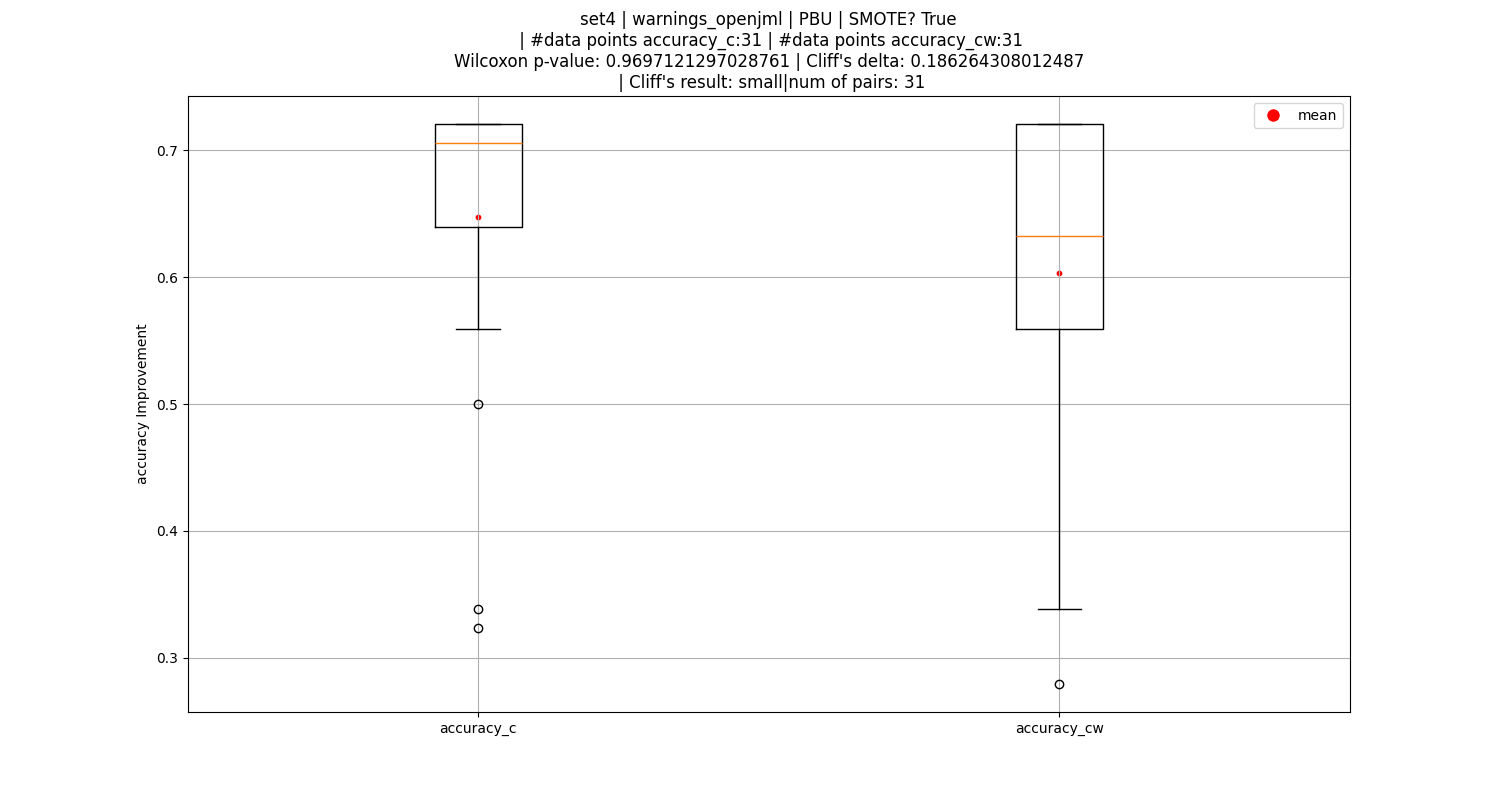 set4 | warnings_openjml | PBU | SMOTE? True
| #data points accuracy_c:31 | #data points accuracy_cw:31
Wilcoxon p-value: 0.9697121297028761 | Cliff's delta: 0.186264308012487
| Cliff's result: small|num of pairs: 31
mean
0.7
0.6
0.5
0.4
0.3
accuracy Improvement
accuracy_c
accuracy_cw